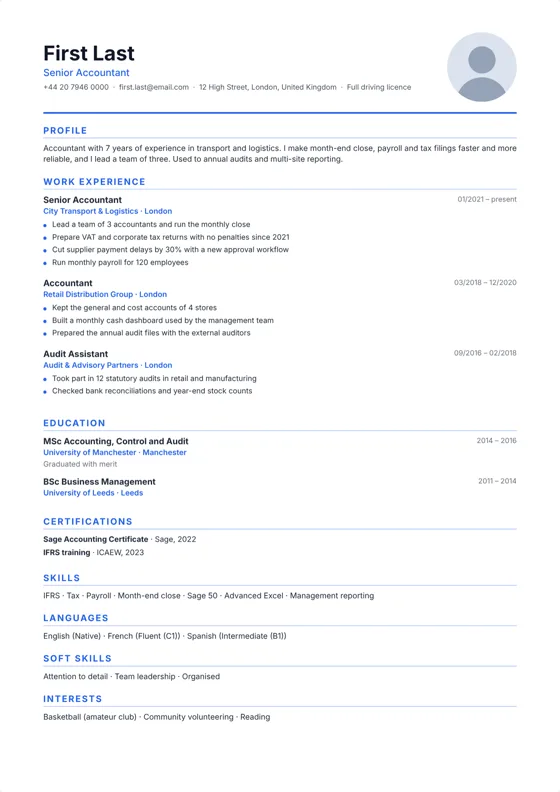 First Last
Senior Accountant
+44 20 7946 0000 · first.last@email.com · 12 High Street, London, United Kingdom · Full driving licence
PROFILE
Accountant with 7 years of experience in transport and logistics. I make month-end close, payroll and tax filings faster and more
reliable, and I lead a team of three. Used to annual audits and multi-site reporting.
WORK EXPERIENCE
Senior Accountant 01/2021 – present
City Transport & Logistics · London
Lead a team of 3 accountants and run the monthly close
Prepare VAT and corporate tax returns with no penalties since 2021
Cut supplier payment delays by 30% with a new approval workflow
Run monthly payroll for 120 employees
Accountant 03/2018 – 12/2020
Retail Distribution Group · London
Kept the general and cost accounts of 4 stores
Built a monthly cash dashboard used by the management team
Prepared the annual audit files with the external auditors
Audit Assistant 09/2016 – 02/2018
Audit & Advisory Partners · London
Took part in 12 statutory audits in retail and manufacturing
Checked bank reconciliations and year-end stock counts
EDUCATION
MSc Accounting, Control and Audit 2014 – 2016
University of Manchester · Manchester
Graduated with merit
BSc Business Management 2011 – 2014
University of Leeds · Leeds
CERTIFICATIONS
Sage Accounting Certificate · Sage, 2022
IFRS training · ICAEW, 2023
SKILLS
IFRS · Tax · Payroll · Month-end close · Sage 50 · Advanced Excel · Management reporting
LANGUAGES
English (Native) · French (Fluent (C1)) · Spanish (Intermediate (B1))
SOFT SKILLS
Attention to detail · Team leadership · Organised
INTERESTS
Basketball (amateur club) · Community volunteering · Reading